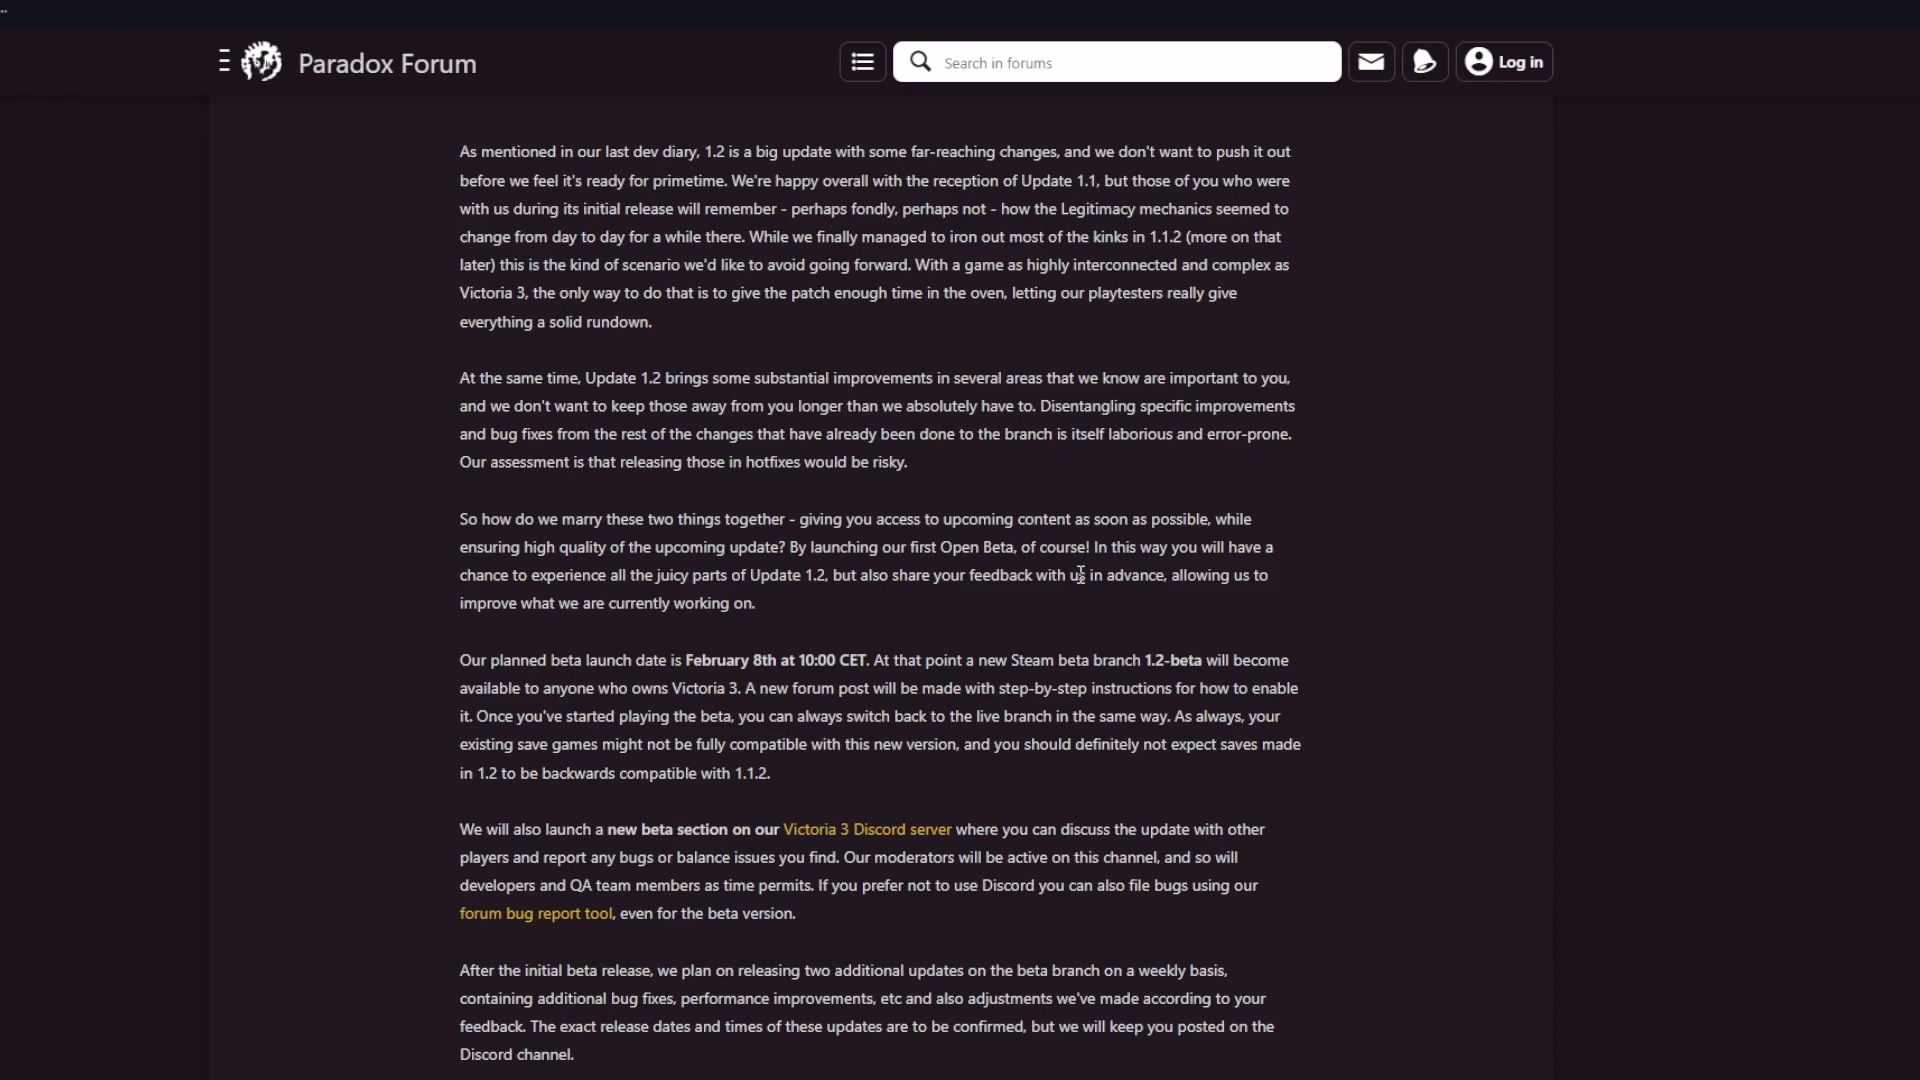 Paradox Forum
Search in forums
Log in
As mentioned in our last dev diary, 1.2 is a big update with some far-reaching changes, and we don't want to push it out
before we feel it's ready for primetime. We're happy overall with the reception of Update 1.1, but those of you who were
with us during its initial release will remember - perhaps fondly, perhaps not - how the Legitimacy mechanics seemed to
change from day to day for a while there. While we finally managed to iron out most of the kinks in 1.1.2 (more on that
later) this is the kind of scenario we'd like to avoid going forward. With a game as highly interconnected and complex as
Victoria 3, the only way to do that is to give the patch enough time in the oven, letting our playtesters really give
everything a solid rundown.
At the same time, Update 1.2 brings some substantial improvements in several areas that we know are important to you,
and we don't want to keep those away from you longer than we absolutely have to. Disentangling specific improvements
and bug fixes from the rest of the changes that have already been done to the branch is itself laborious and error-prone.
Our assessment is that releasing those in hotfixes would be risky.
So how do we marry these two things together - giving you access to upcoming content as soon as possible, while
ensuring high quality of the upcoming update? By launching our first Open Beta, of course! In this way you will have a
chance to experience all the juicy parts of Update 1.2, but also share your feedback with us in advance, allowing us to
improve what we are currently working on.
Our planned beta launch date is February 8th at 10:00 CET. At that point a new Steam beta branch 1.2-beta will become
available to anyone who owns Victoria 3. A new forum post will be made with step-by-step instructions for how to enable
it. Once you've started playing the beta, you can always switch back to the live branch in the same way. As always, your
existing save games might not be fully compatible with this new version, and you should definitely not expect saves made
in 1.2 to be backwards compatible with 1.1.2.
We will also launch a new beta section on our Victoria 3 Discord server where you can discuss the update with other
players and report any bugs or balance issues you find. Our moderators will be active on this channel, and so will
developers and QA team members as time permits. If you prefer not to use Discord you can also file bugs using our
forum bug report tool, even for the beta version.
After the initial beta release, we plan on releasing two additional updates on the beta branch on a weekly basis,
containing additional bug fixes, performance improvements, etc and also adjustments we've made according to your
feedback. The exact release dates and times of these updates are to be confirmed, but we will keep you posted on the
Discord channel.